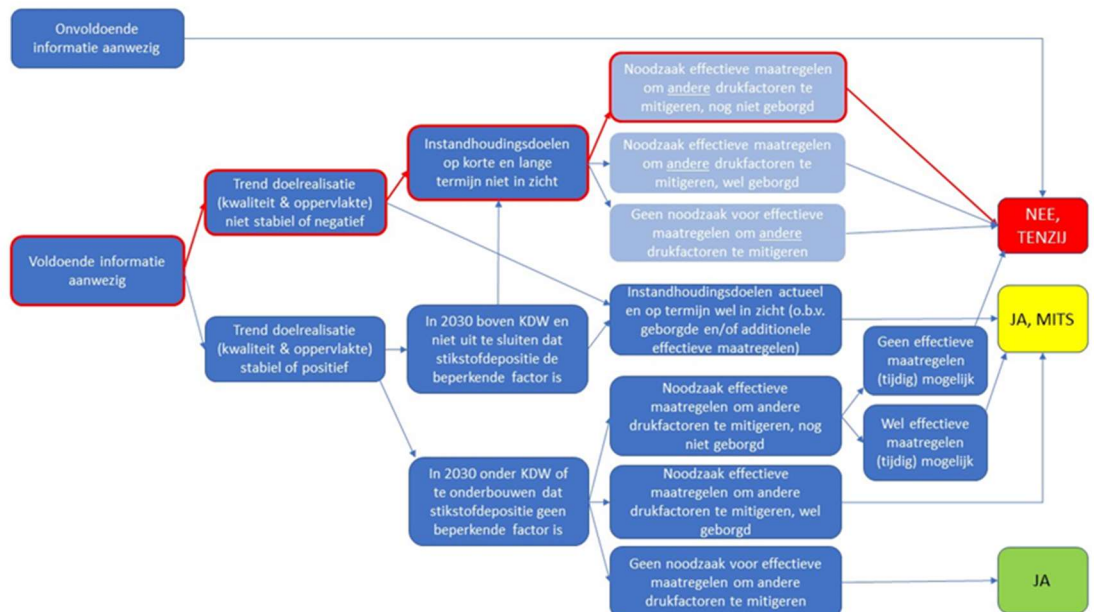 Onvoldoende
informatie aanwezig
Noodzaak effectieve maatregelen
om andere drukfactoren te
mitigeren, nog niet geborgd
Instandhoudingsdoelen
op korte en lange
termijn niet in zicht
Noodzaak effectieve maatregelen
om andere drukfactoren te
mitigeren, wel geborgd
Trend doelrealisatie
(kwaliteit & oppervlakte)
niet stabiel of negatief
Geen noodzaak voor effectieve
maatregelen om andere
drukfactoren te mitigeren
NEE,
TENZIJ
Voldoende informatie
aanwezig
Instandhoudingsdoelen actueel
en op termijn wel in zicht (o.b.v.
geborgde en/of additionele
effectieve maatregelen)
Trend doelrealisatie
(kwaliteit & oppervlakte)
stabiel of positief
In 2030 boven KDW en
niet uit te sluiten dat
stikstofdepositie de
beperkende factor is
JA, MITS
Geen effectieve
maatregelen
(tijdig) mogelijk
Noodzaak effectieve
maatregelen om andere
drukfactoren te mitigeren, nog
niet geborgd
Wel effectieve
maatregelen
(tijdig) mogelijk
In 2030 onder KDW of
te onderbouwen dat
stikstofdepositie geen
beperkende factor is
Noodzaak effectieve
maatregelen om andere
drukfactoren te mitigeren, wel
geborgd
Geen noodzaak voor effectieve
maatregelen om andere
drukfactoren te mitigeren
JA